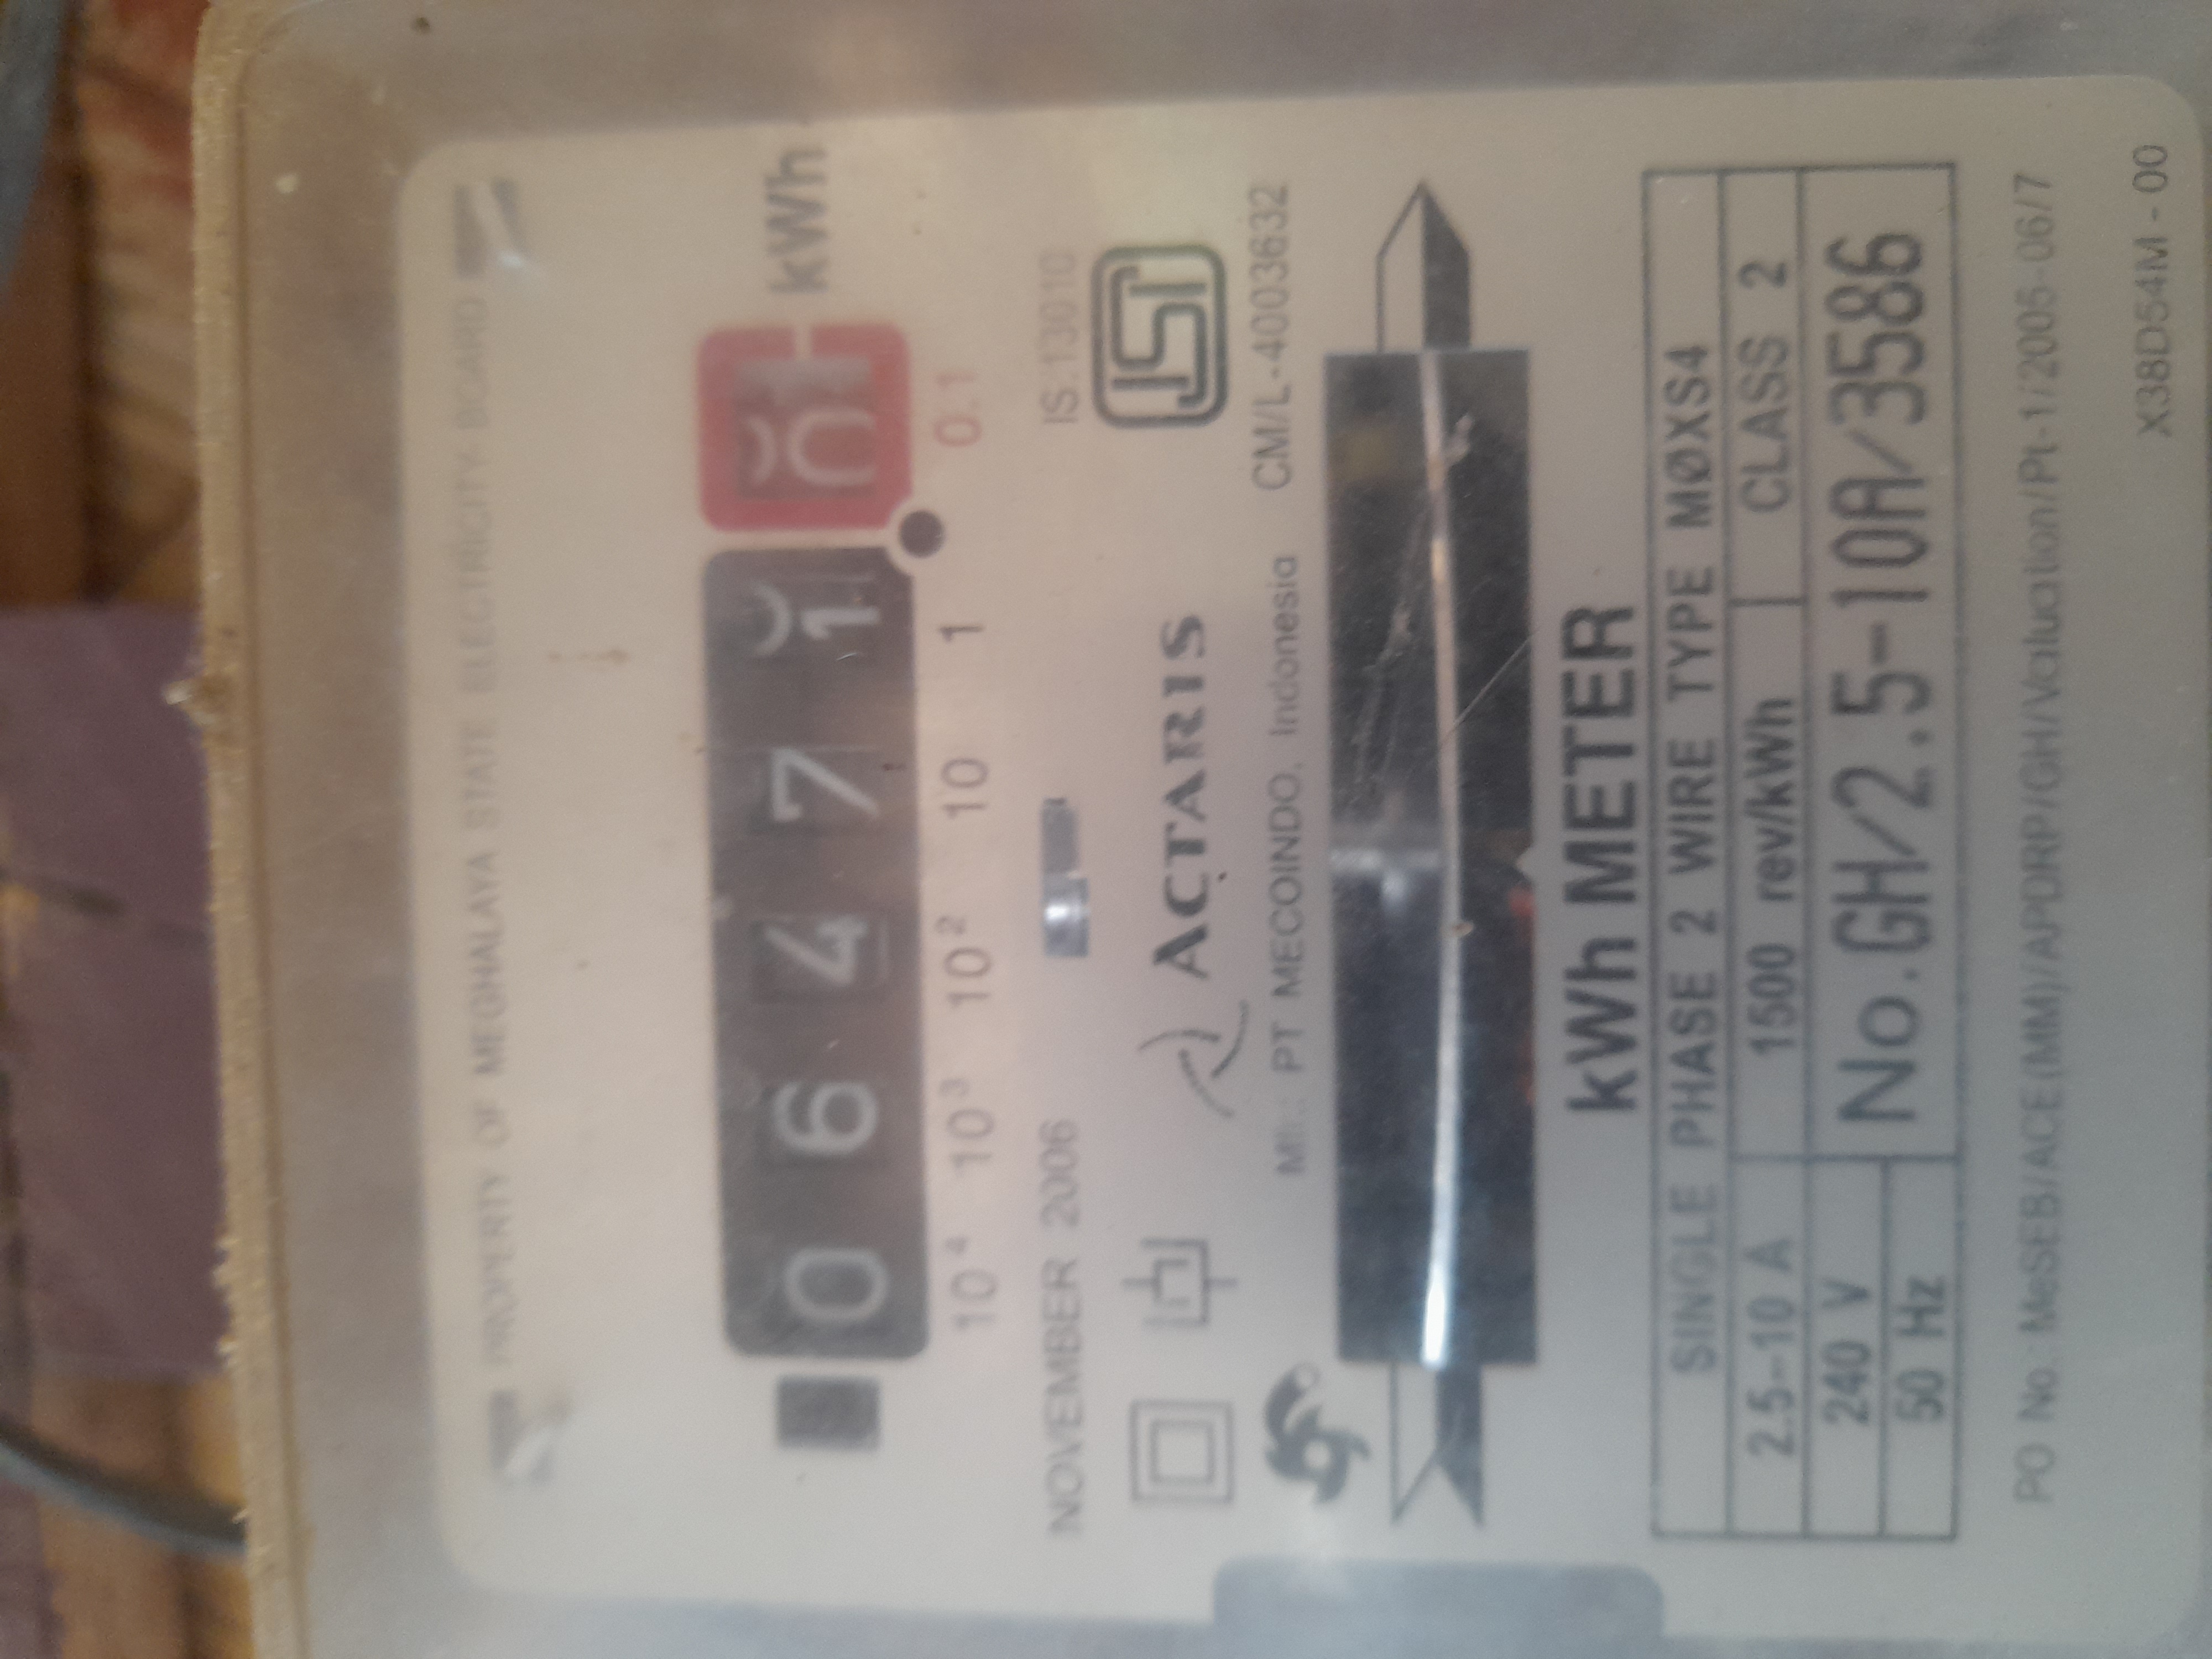 PROPERTY OF MEGHALAYA STATE ELECTRICITY BOARD
0 6 4 7 1 kWh
10⁴ 10³ 10² 10 1 0.1
NOVEMBER 2006 IS:13010
ACTARIS
PT MECOINDO, Indonesia CM/L-4003632
kWh METER
SINGLE PHASE 2 WIRE TYPE MØXS4
2.5-10 A 1500 rev/kWh CLASS 2
240 V
50 Hz
No.GH/2.5-10A/3586
PO No.: MeSEB/ACE(MM)/APDRP/GH/Valuation/Pt-1/2005-06/7
X38D54M - 00